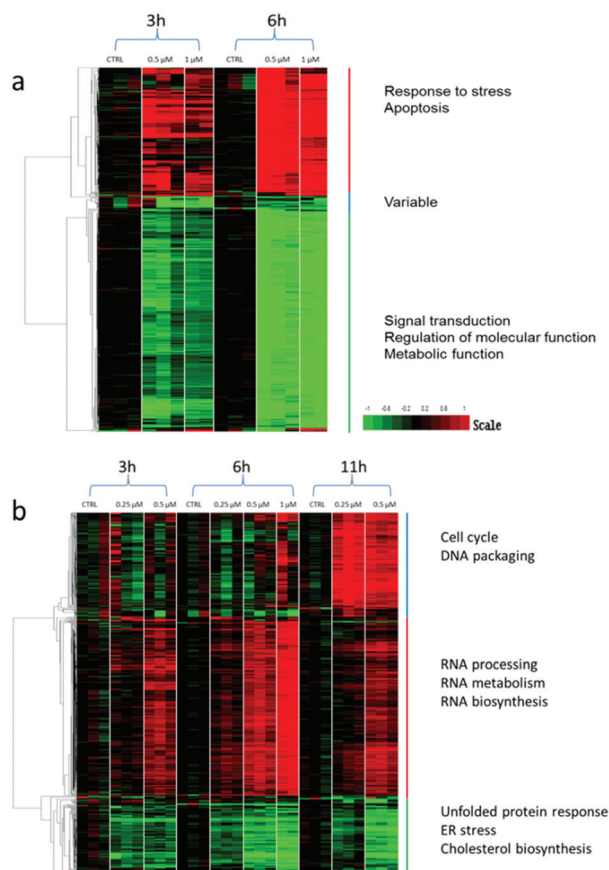 a
3h 6h
CTRL 0.5 µM 1 µM CTRL 0.5 µM 1 µM
Response to stress
Apoptosis
Variable
Signal transduction
Regulation of molecular function
Metabolic function
-1 -0.6 -0.2 0.2 0.6 1
Scale
b
3h 6h 11h
CTRL 0.25 µM 0.5 µM CTRL 0.25 µM 0.5 µM 1 µM CTRL 0.25 µM 0.5 µM
Cell cycle
DNA packaging
RNA processing
RNA metabolism
RNA biosynthesis
Unfolded protein response
ER stress
Cholesterol biosynthesis